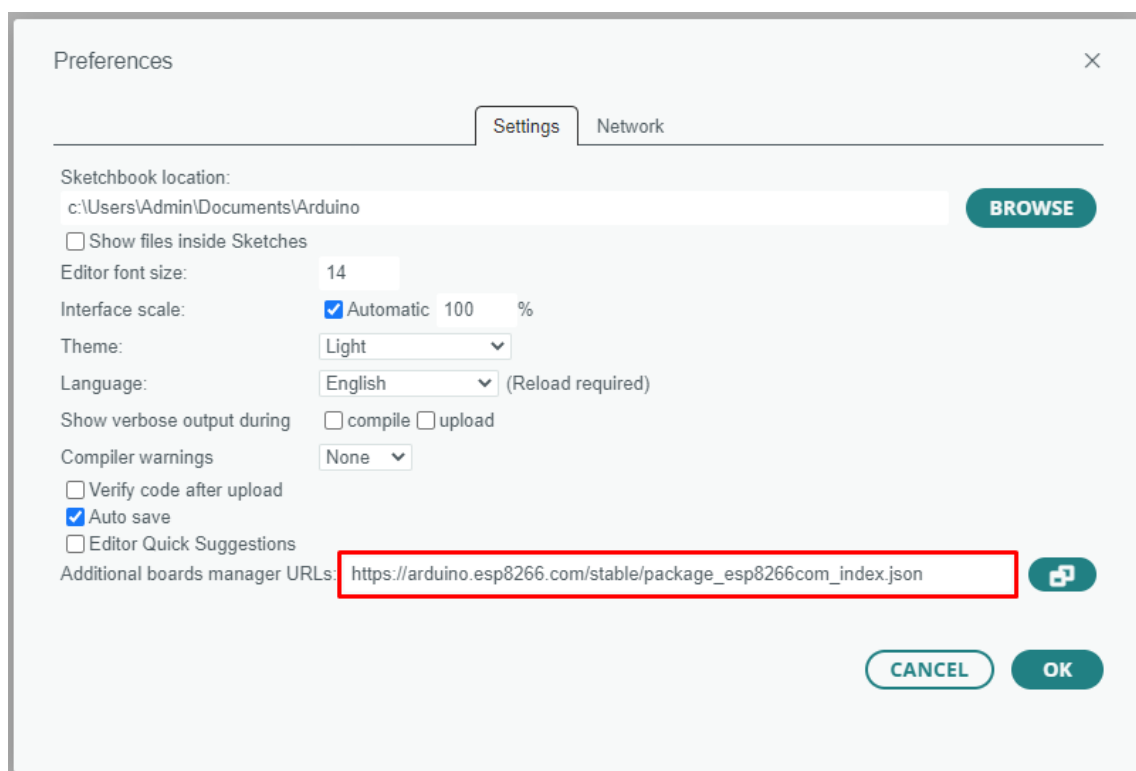 Preferences
Settings Network
Sketchbook location:
c:\Users\Admin\Documents\Arduino
BROWSE
Show files inside Sketches
Editor font size: 14
Interface scale: Automatic 100 %
Theme: Light
Language: English (Reload required)
Show verbose output during compile upload
Compiler warnings None
Verify code after upload
Auto save
Editor Quick Suggestions
Additional boards manager URLs: https://arduino.esp8266.com/stable/package_esp8266com_index.json
CANCEL OK